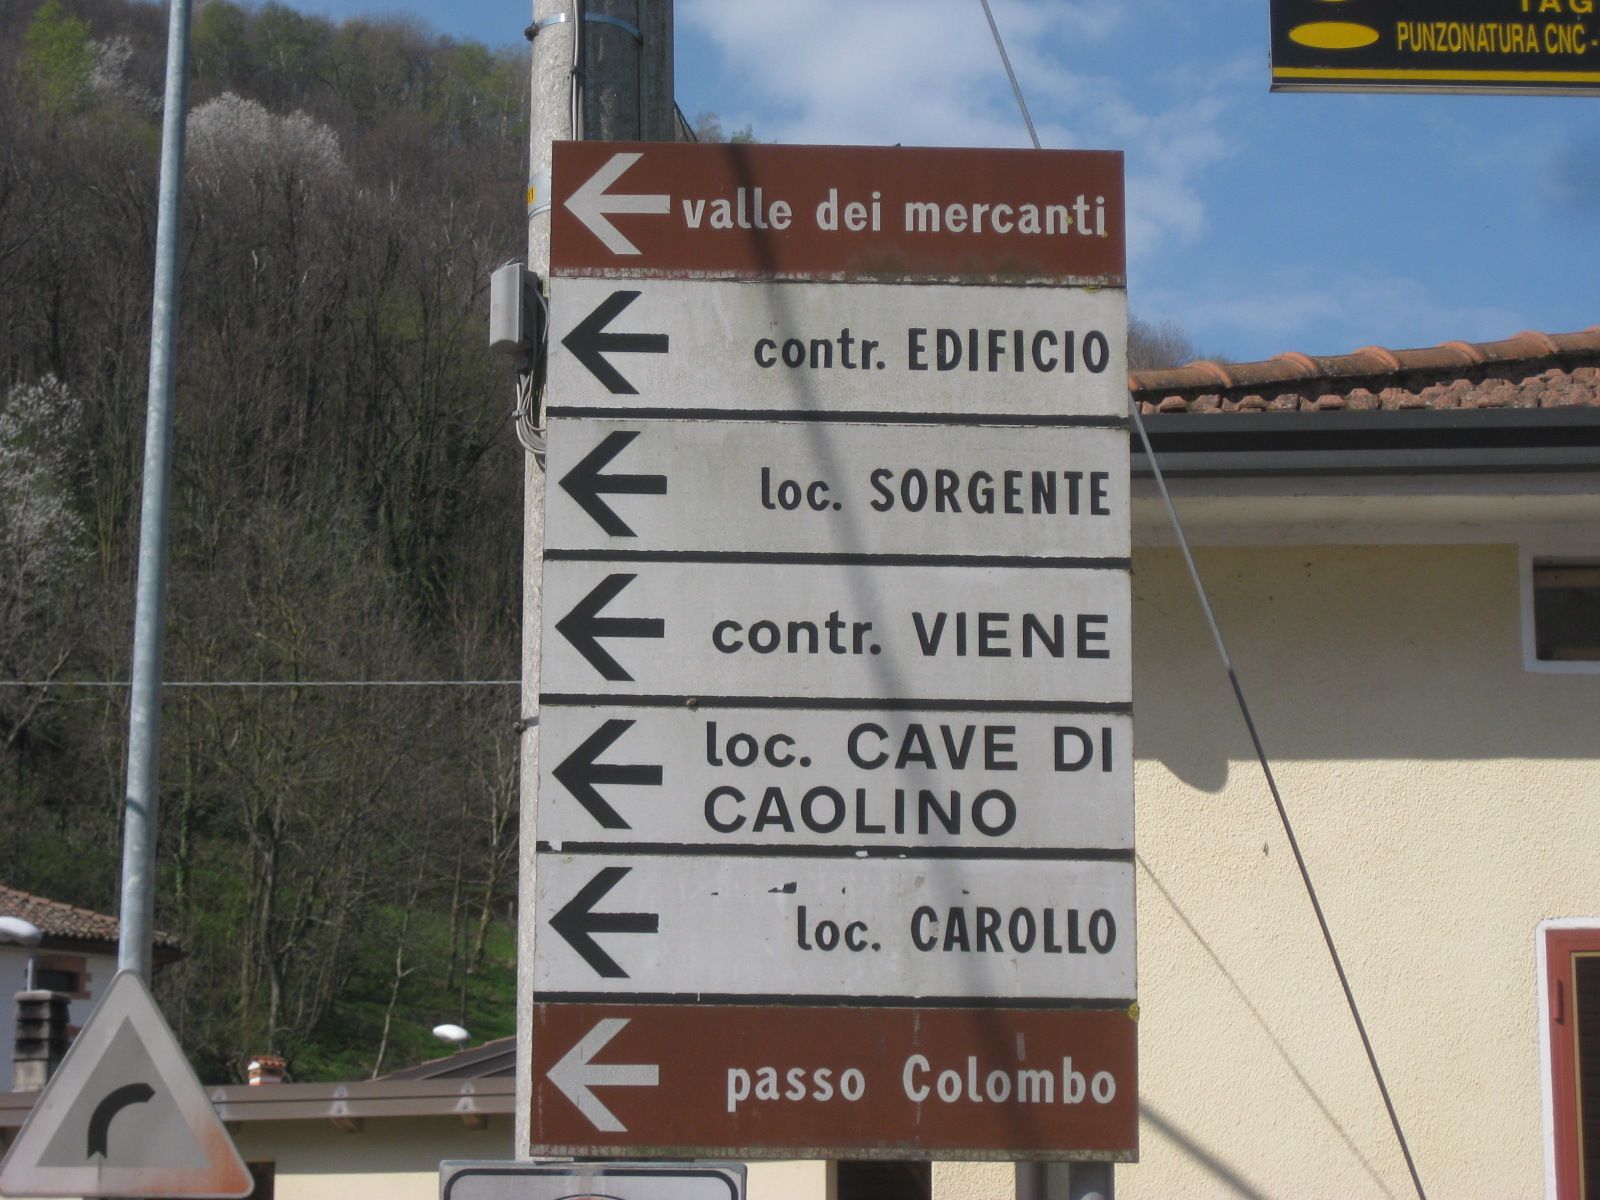 TAG
PUNZONATURA CNC -
valle dei mercanti
contr. EDIFICIO
loc. SORGENTE
contr. VIENE
loc. CAVE DI
CAOLINO
loc. CAROLLO
passo Colombo